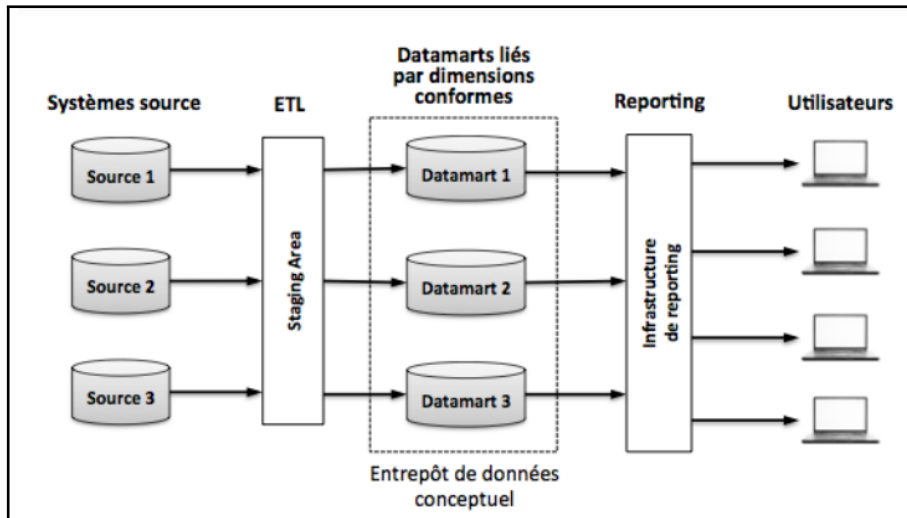 Datamarts liés
par dimensions
conformes
Systèmes source
ETL
Reporting
Utilisateurs
Source 1
Source 2
Source 3
Staging Area
Datamart 1
Datamart 2
Datamart 3
Infrastructure
de reporting
Entrepôt de données
conceptuel